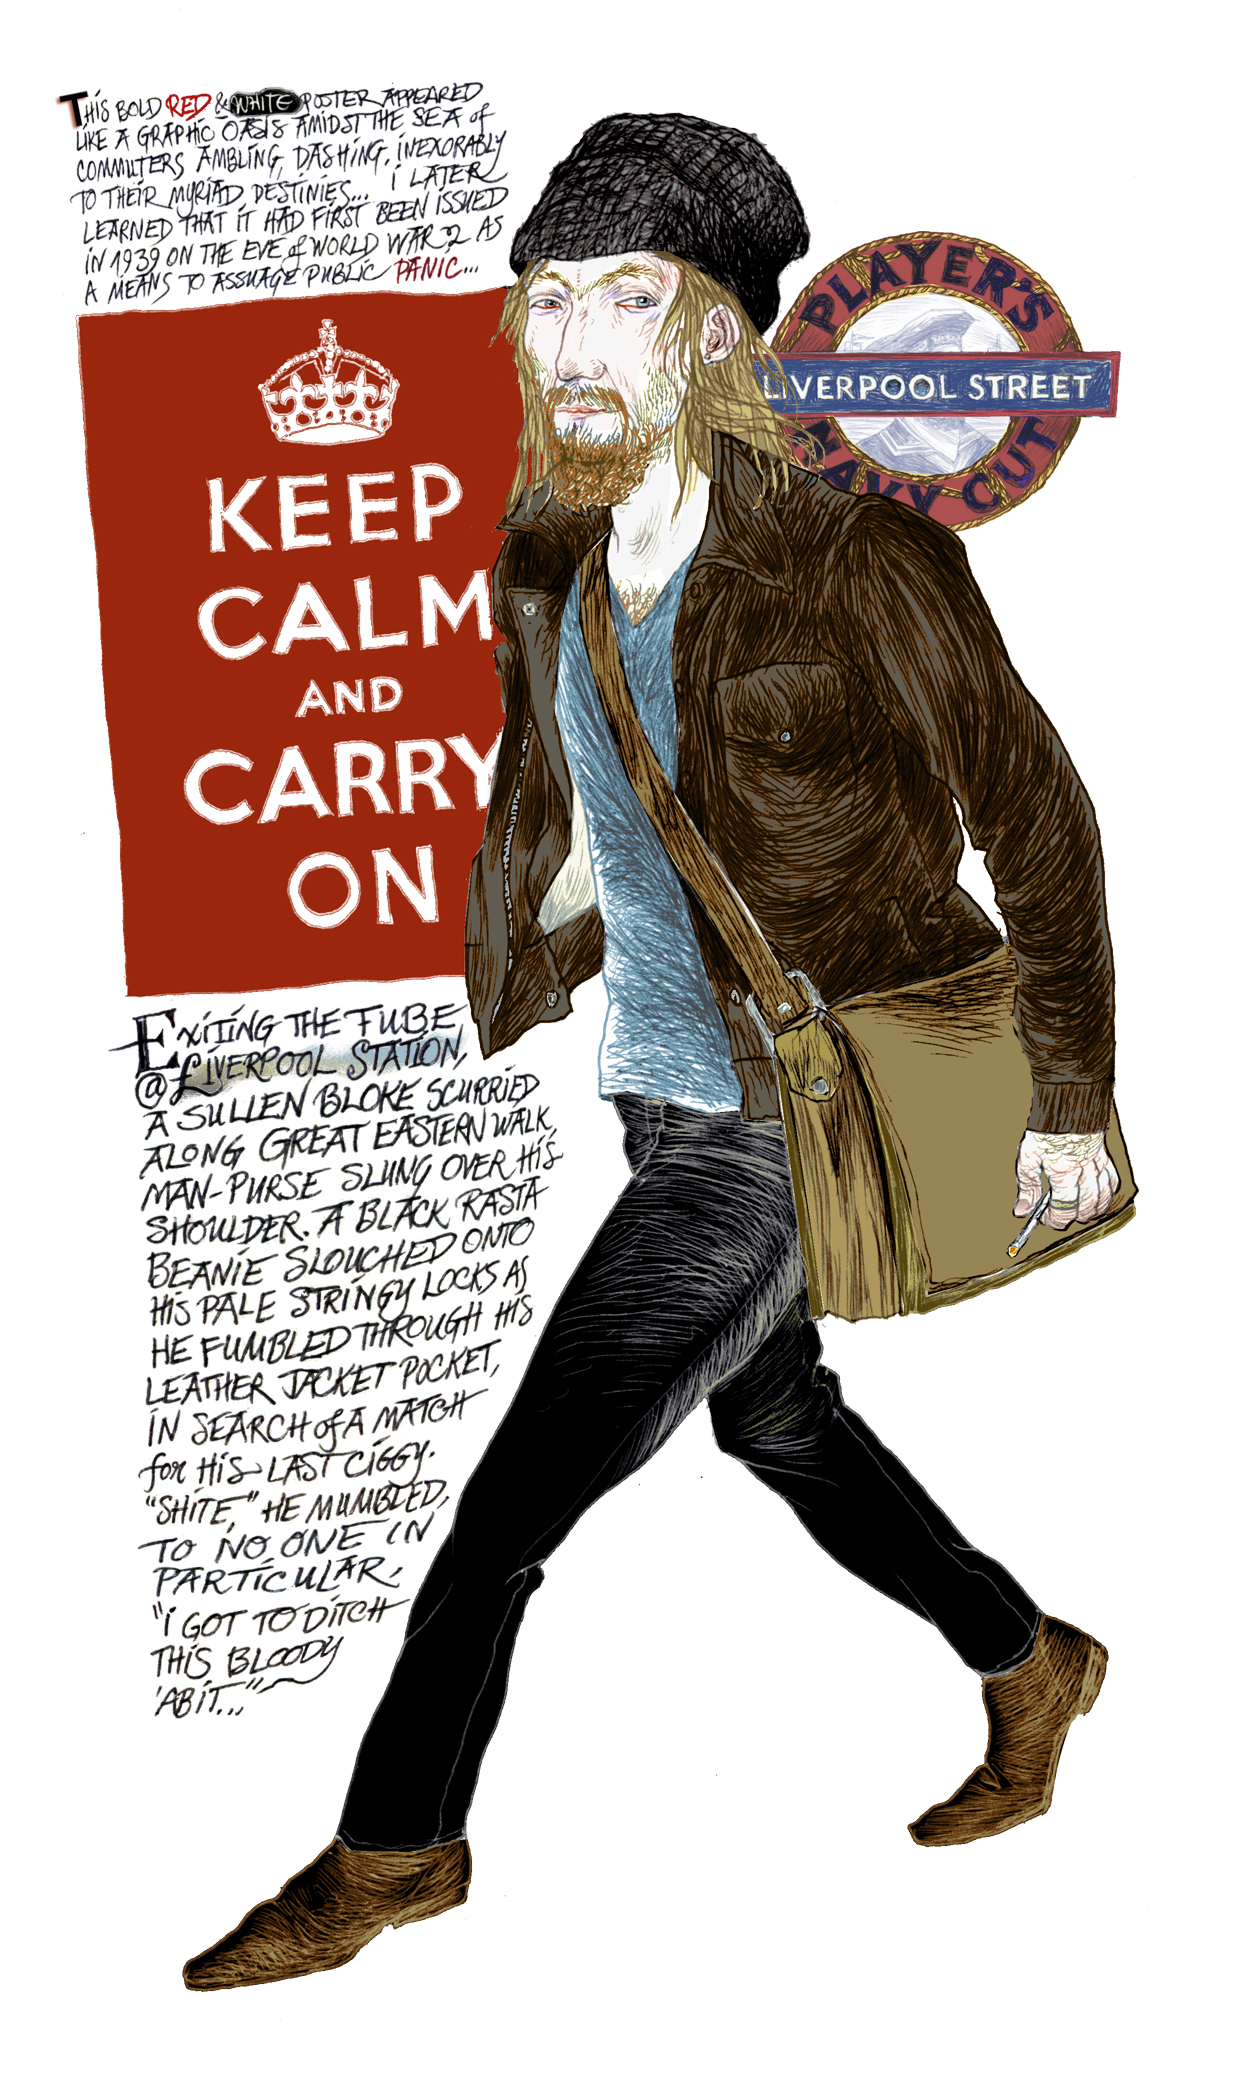 THIS BOLD RED & WHITE POSTER APPEARED
LIKE A GRAPHIC OASIS AMIDST THE SEA of
COMMUTERS AMBLING, DASHING, INEXORABLY
TO THEIR MYRIAD DESTINIES... I LATER
LEARNED THAT IT HAD FIRST BEEN ISSUED
IN 1939 ON THE EVE of WORLD WAR 2 AS
A MEANS TO ASSUAGE PUBLIC PANIC...
KEEP
CALM
AND
CARRY
ON
PLAYER'S
LIVERPOOL STREET
NAVY CUT
EXITING THE TUBE
@ LIVERPOOL STATION,
A SULLEN BLOKE SCURRIED
ALONG GREAT EASTERN WALK,
MAN-PURSE SLUNG OVER HIS
SHOULDER. A BLACK RASTA
BEANIE SLOUCHED ONTO
HIS PALE STRINGY LOCKS AS
HE FUMBLED THROUGH HIS
LEATHER JACKET POCKET,
IN SEARCH of A MATCH
for HIS LAST CIGGY.
"SHITE," HE MUMBLED,
TO NO ONE IN
PARTICULAR,
"I GOT TO DITCH
THIS BLOODY
'ABIT..."